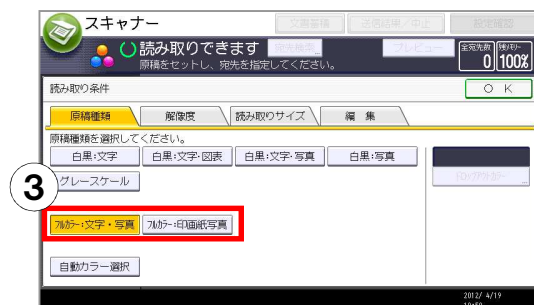 スキャナー
文書蓄積
送信結果/中止
読み取りできます
原稿をセットし、宛先を指定してください。
宛先検索
プレビュー
全宛先数
残メモリー
0
100%
読み取り条件
OK
原稿種類
解像度
読み取りサイズ
編集
原稿種類を選択してください。
白黒:文字
白黒:文字・図表
白黒:文字・写真
白黒:写真
3
グレースケール
フルカラー:文字・写真
フルカラー:印画紙写真
自動カラー選択
2012/ 4/19